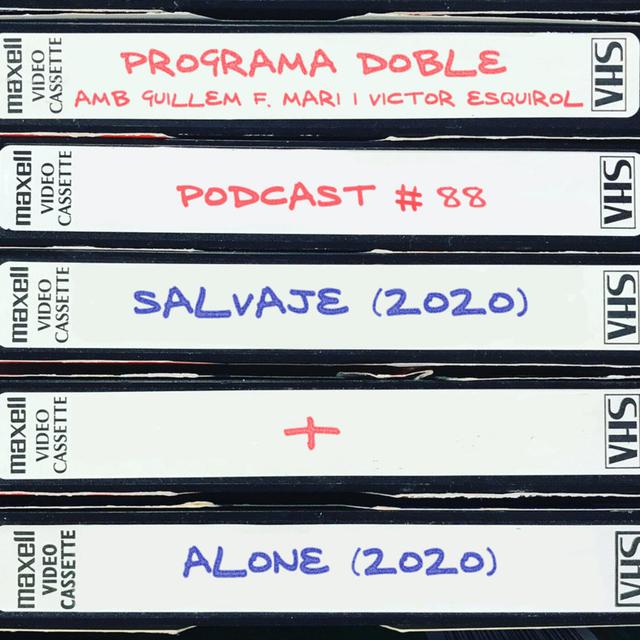 maxell
VIDEO
CASSETTE
PROGRAMA DOBLE
AMB GUILLEM F. MARI I VICTOR ESQUIROL
VHS
maxell
VIDEO
CASSETTE
PODCAST # 88
VHS
maxell
VIDEO
CASSETTE
SALVAJE (2020)
VHS
maxell
VIDEO
CASSETTE
+
VHS
maxell
VIDEO
CASSETTE
ALONE (2020)
VHS